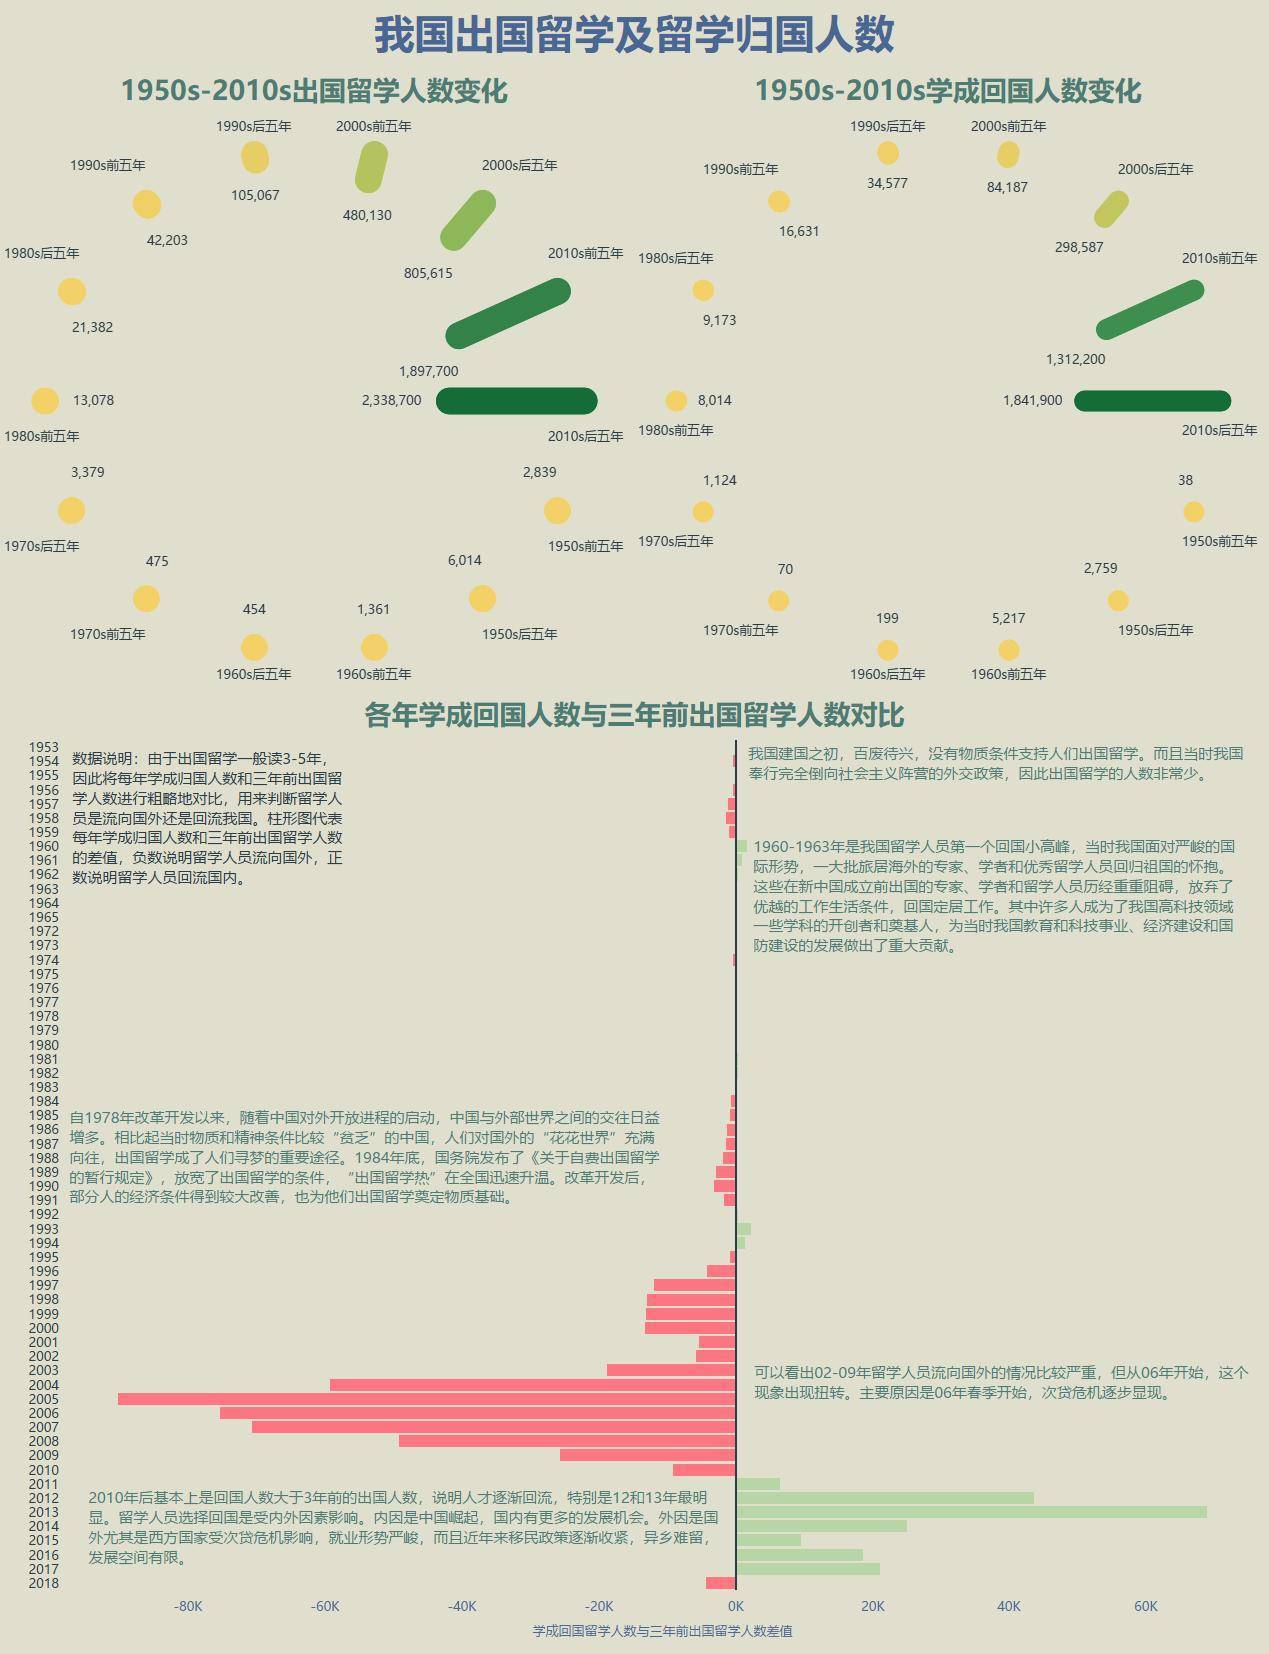 我国出国留学及留学归国人数
1950s-2010s出国留学人数变化
1990s后五年
2000s前五年
1990s前五年
2000s后五年
105,067
480,130
42,203
1980s后五年
2010s前五年
805,615
21,382
1,897,700
13,078
2,338,700
1980s前五年
2010s后五年
3,379
2,839
1970s后五年
1950s前五年
475
6,014
454
1,361
1970s前五年
1950s后五年
1960s后五年
1960s前五年
1950s-2010s学成回国人数变化
1990s后五年
2000s前五年
1990s前五年
2000s后五年
34,577
84,187
16,631
298,587
1980s后五年
2010s前五年
9,173
1,312,200
8,014
1,841,900
1980s前五年
2010s后五年
1,124
38
1970s后五年
1950s前五年
70
2,759
199
5,217
1970s前五年
1950s后五年
1960s后五年
1960s前五年
各年学成回国人数与三年前出国留学人数对比
数据说明：由于出国留学一般读3-5年，
因此将每年学成归国人数和三年前出国留
学人数进行粗略地对比，用来判断留学人
员是流向国外还是回流我国。柱形图代表
每年学成归国人数和三年前出国留学人数
的差值，负数说明留学人员流向国外，正
数说明留学人员回流国内。
我国建国之初，百废待兴，没有物质条件支持人们出国留学。而且当时我国
奉行完全倒向社会主义阵营的外交政策，因此出国留学的人数非常少。
1960-1963年是我国留学人员第一个回国小高峰，当时我国面对严峻的国
际形势，一大批旅居海外的专家、学者和优秀留学人员回归祖国的怀抱。
这些在新中国成立前出国的专家、学者和留学人员历经重重阻碍，放弃了
优越的工作生活条件，回国定居工作。其中许多人成为了我国高科技领域
一些学科的开创者和奠基人，为当时我国教育和科技事业、经济建设和国
防建设的发展做出了重大贡献。
自1978年改革开发以来，随着中国对外开放进程的启动，中国与外部世界之间的交往日益
增多。相比起当时物质和精神条件比较“贫乏”的中国，人们对国外的“花花世界”充满
向往，出国留学成了人们寻梦的重要途径。1984年底，国务院发布了《关于自费出国留学
的暂行规定》，放宽了出国留学的条件，“出国留学热”在全国迅速升温。改革开发后，
部分人的经济条件得到较大改善，也为他们出国留学奠定物质基础。
可以看出02-09年留学人员流向国外的情况比较严重，但从06年开始，这个
现象出现扭转。主要原因是06年春季开始，次贷危机逐步显现。
2010年后基本上是回国人数大于3年前的出国人数，说明人才逐渐回流，特别是12和13年最明
显。留学人员选择回国是受内外因素影响。内因是中国崛起，国内有更多的发展机会。外因是国
外尤其是西方国家受次贷危机影响，就业形势严峻，而且近年来移民政策逐渐收紧，异乡难留，
发展空间有限。
1953
1954
1955
1956
1957
1958
1959
1960
1961
1962
1963
1964
1965
1972
1973
1974
1975
1976
1977
1978
1979
1980
1981
1982
1983
1984
1985
1986
1987
1988
1989
1990
1991
1992
1993
1994
1995
1996
1997
1998
1999
2000
2001
2002
2003
2004
2005
2006
2007
2008
2009
2010
2011
2012
2013
2014
2015
2016
2017
2018
-80K -60K -40K -20K 0K 20K 40K 60K
学成回国留学人数与三年前出国留学人数差值